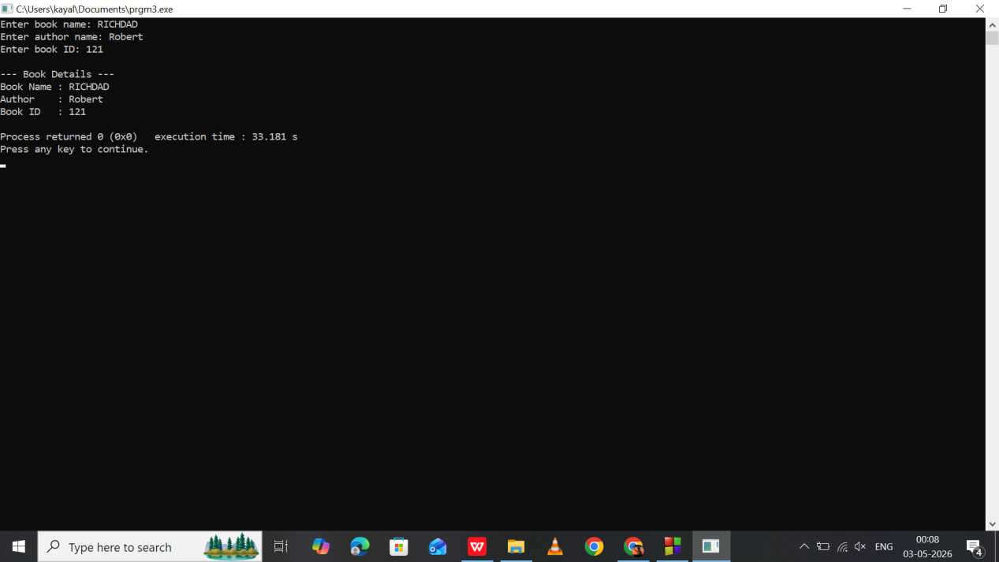 C:\Users\kayal\Documents\prgm3.exe
Enter book name: RICHDAD
Enter author name: Robert
Enter book ID: 121
--- Book Details ---
Book Name : RICHDAD
Author    : Robert
Book ID   : 121
Process returned 0 (0x0)   execution time : 33.181 s
Press any key to continue.
Type here to search
W
ENG
00:08
03-05-2026
4